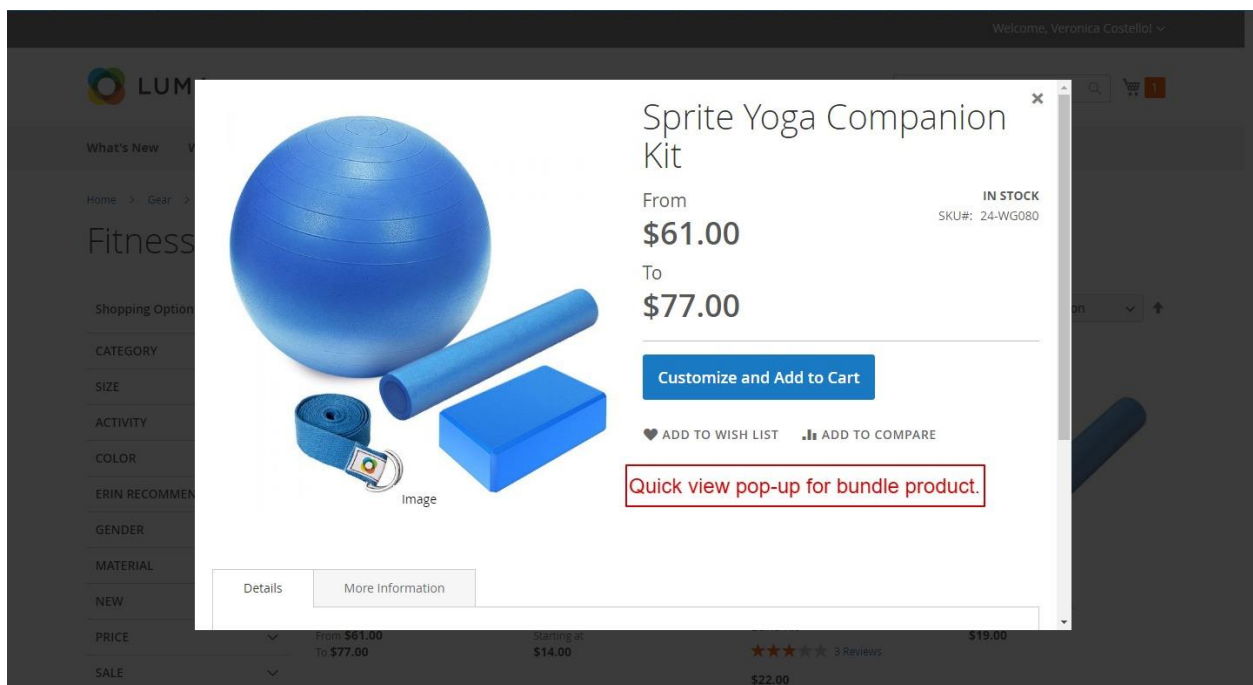 Welcome, Veronica Costello!
LUM
1
What's New
Home > Gear >
Fitness
Shopping Option
CATEGORY
SIZE
ACTIVITY
COLOR
ERIN RECOMMEN
GENDER
MATERIAL
NEW
PRICE
SALE
Sprite Yoga Companion
Kit
×
From
IN STOCK
$61.00
SKU#: 24-WG080
To
$77.00
Customize and Add to Cart
ADD TO WISH LIST
ADD TO COMPARE
Quick view pop-up for bundle product.
Image
Details
More Information
From $61.00
To $77.00
Starting at
$14.00
3 Reviews
$22.00
$19.00